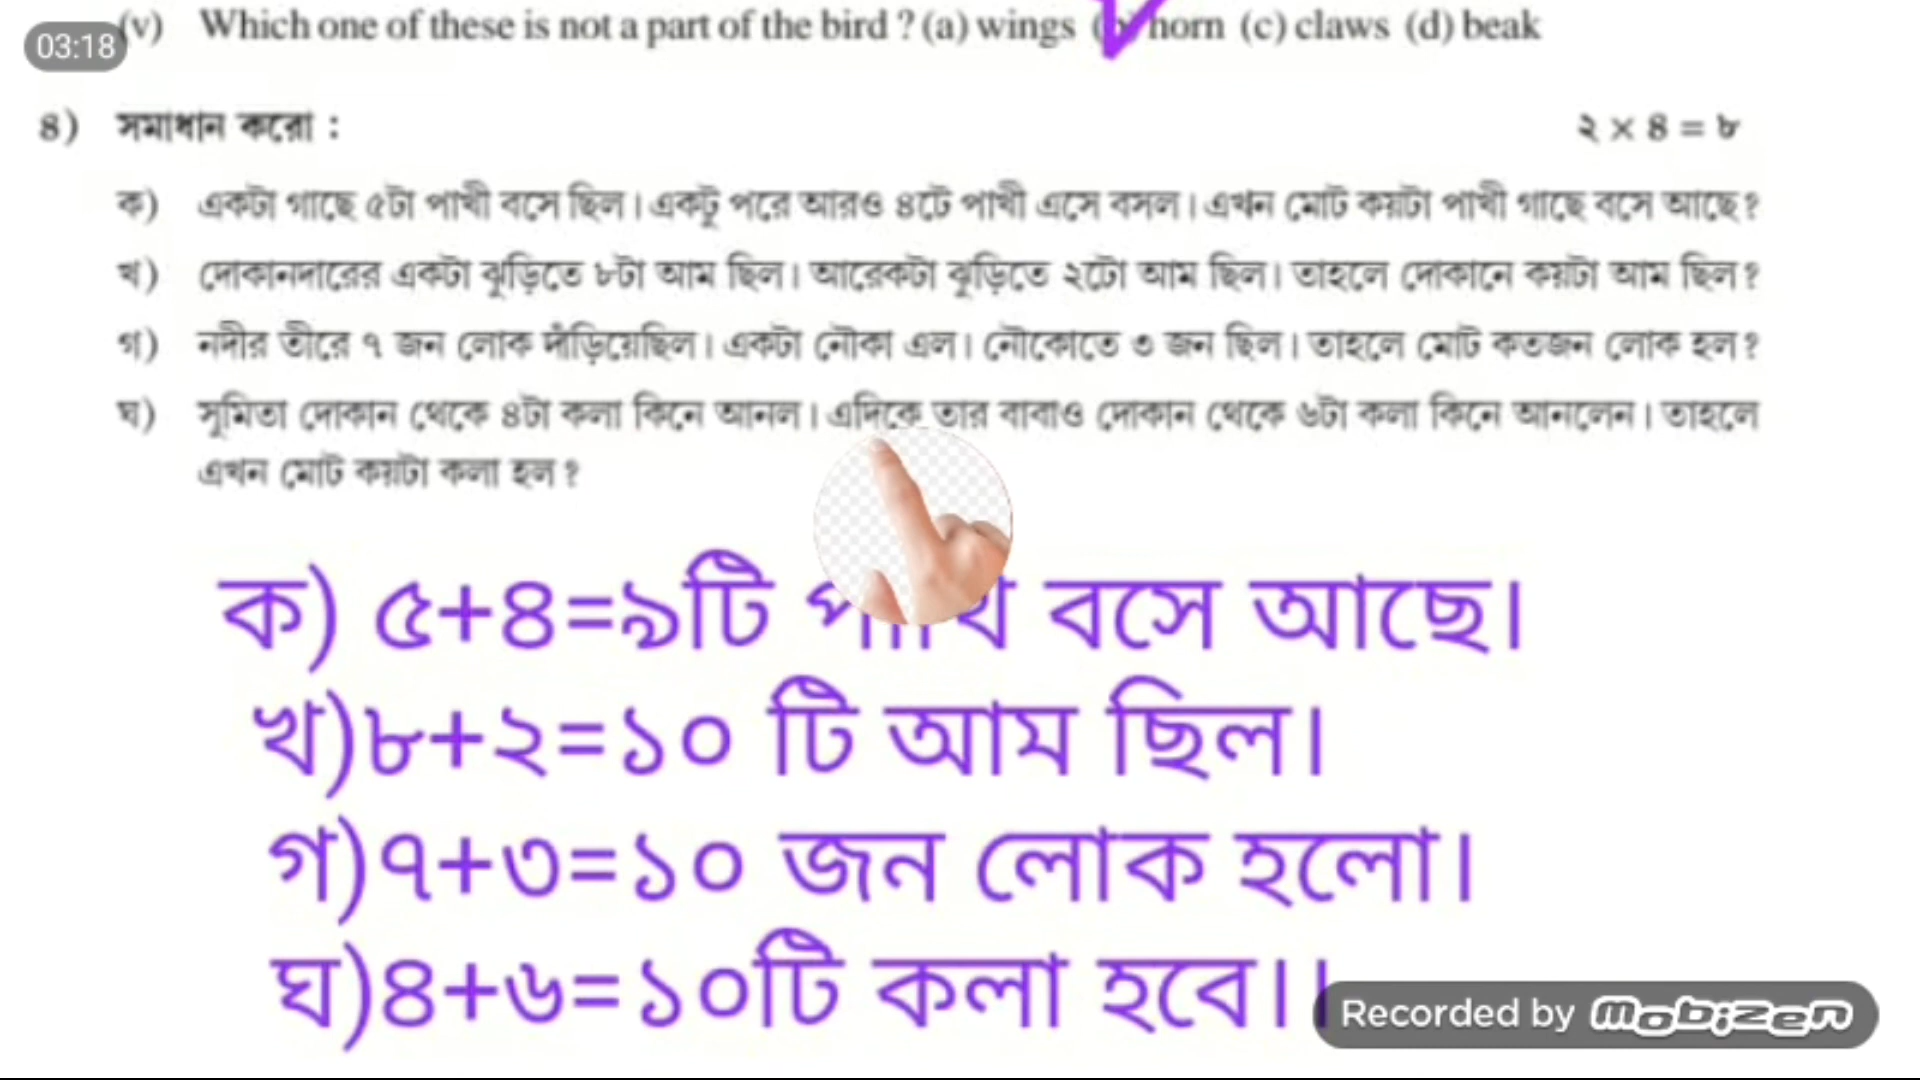 03:18
(v) Which one of these is not a part of the bird ? (a) wings (b) horn (c) claws (d) beak
৪) সমাধান করো : ২ × ৪ = ৮
ক) একটা গাছে ৫টা পাখী বসে ছিল। একটু পরে আরও ৪টে পাখী এসে বসল। এখন মোট কয়টা পাখী গাছে বসে আছে?
খ) দোকানদারের একটা ঝুড়িতে ৮টা আম ছিল। আরেকটা ঝুড়িতে ২টো আম ছিল। তাহলে দোকানে কয়টা আম ছিল?
গ) নদীর তীরে ৭ জন লোক দাঁড়িয়েছিল। একটা নৌকা এল। নৌকোতে ৩ জন ছিল। তাহলে মোট কতজন লোক হল?
ঘ) সুমিতা দোকান থেকে ৪টা কলা কিনে আনল। এদিকে তার বাবাও দোকান থেকে ৬টা কলা কিনে আনলেন। তাহলে
এখন মোট কয়টা কলা হল?
ক) ৫+৪=৯টি পাখি বসে আছে।
খ)৮+২=১০ টি আম ছিল।
গ)৭+৩=১০ জন লোক হলো।
ঘ)৪+৬=১০টি কলা হবে।।
Recorded by mobizen